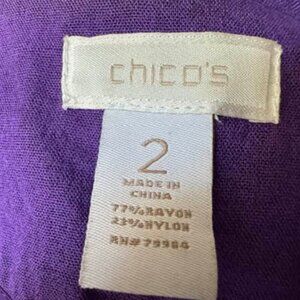 chico's
2
MADE IN
CHINA
77% RAYON
23% NYLON
RN# 79984